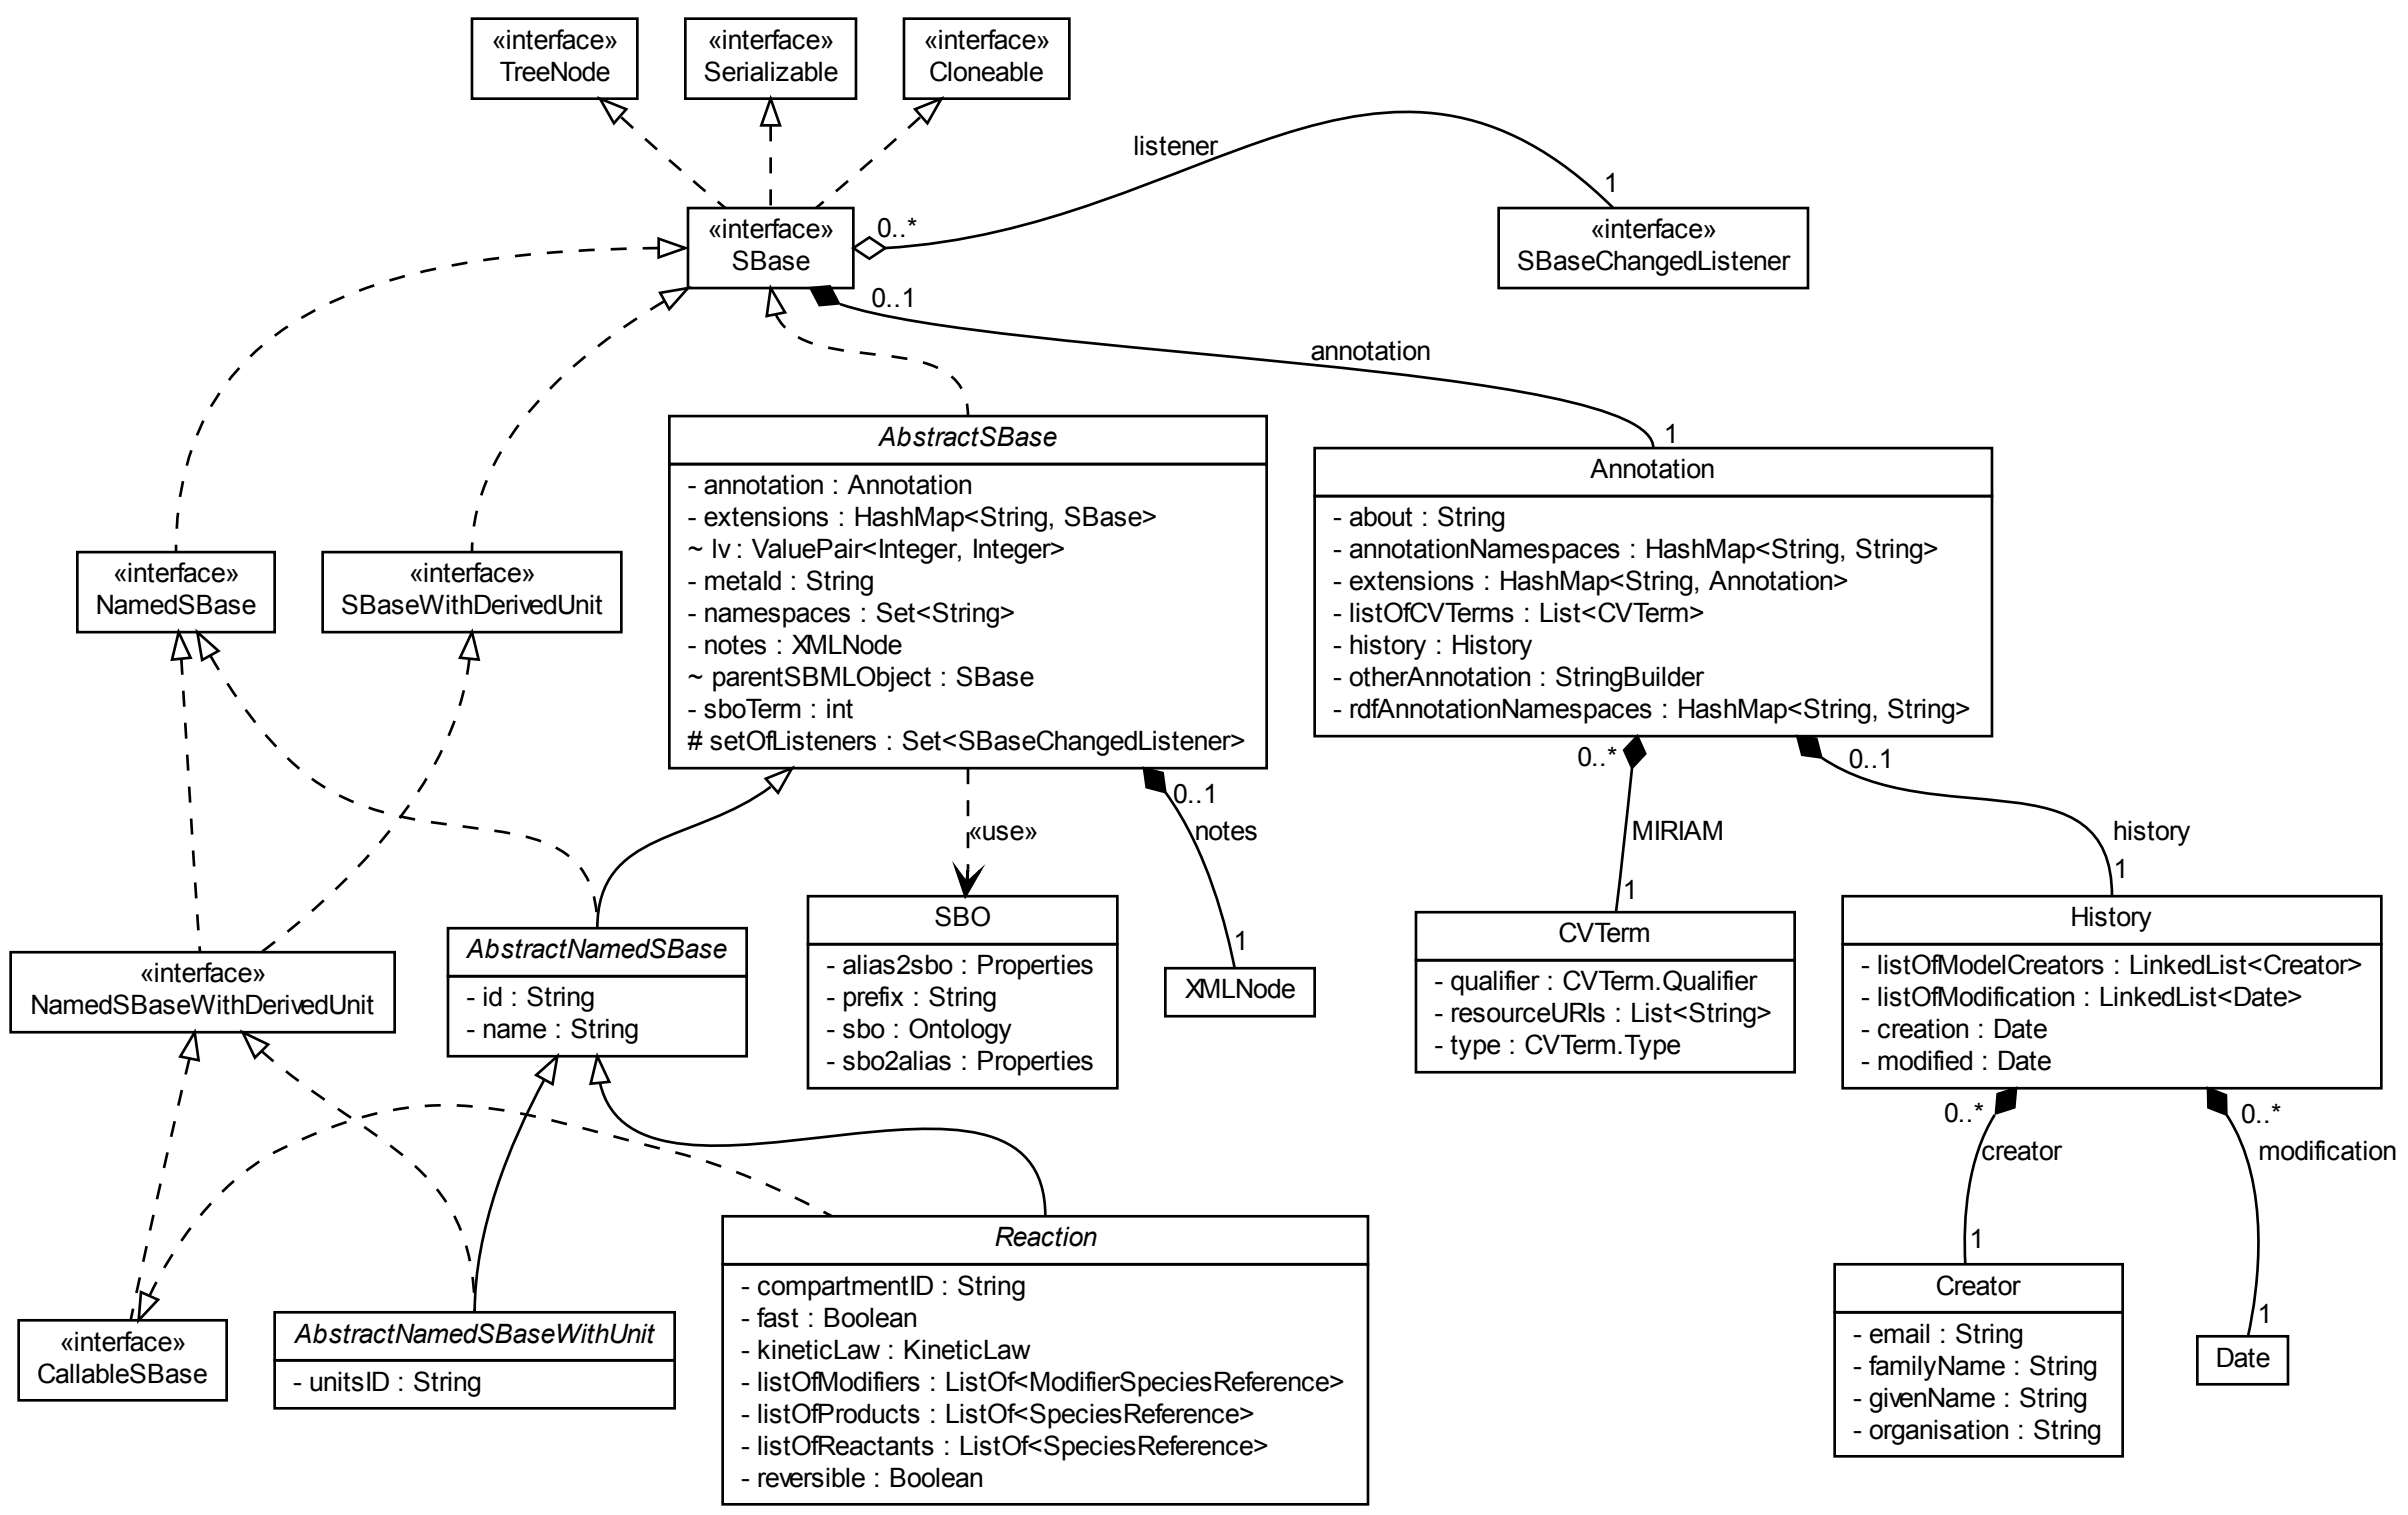 «interface»
TreeNode
«interface»
Serializable
«interface»
Cloneable
listener
1
«interface»
SBase
0..*
«interface»
SBaseChangedListener
0..1
annotation
1
AbstractSBase
- annotation : Annotation
- extensions : HashMap<String, SBase>
~ lv : ValuePair<Integer, Integer>
- metaId : String
- namespaces : Set<String>
- notes : XMLNode
~ parentSBMLObject : SBase
- sboTerm : int
# setOfListeners : Set<SBaseChangedListener>
Annotation
- about : String
- annotationNamespaces : HashMap<String, String>
- extensions : HashMap<String, Annotation>
- listOfCVTerms : List<CVTerm>
- history : History
- otherAnnotation : StringBuilder
- rdfAnnotationNamespaces : HashMap<String, String>
«interface»
NamedSBase
«interface»
SBaseWithDerivedUnit
0..*
0..1
0..1
«use»
notes
MIRIAM
history
1
1
1
«interface»
NamedSBaseWithDerivedUnit
AbstractNamedSBase
- id : String
- name : String
SBO
- alias2sbo : Properties
- prefix : String
- sbo : Ontology
- sbo2alias : Properties
XMLNode
CVTerm
- qualifier : CVTerm.Qualifier
- resourceURIs : List<String>
- type : CVTerm.Type
History
- listOfModelCreators : LinkedList<Creator>
- listOfModification : LinkedList<Date>
- creation : Date
- modified : Date
0..*
0..*
creator
modification
1
1
«interface»
CallableSBase
AbstractNamedSBaseWithUnit
- unitsID : String
Reaction
- compartmentID : String
- fast : Boolean
- kineticLaw : KineticLaw
- listOfModifiers : ListOf<ModifierSpeciesReference>
- listOfProducts : ListOf<SpeciesReference>
- listOfReactants : ListOf<SpeciesReference>
- reversible : Boolean
Creator
- email : String
- familyName : String
- givenName : String
- organisation : String
Date